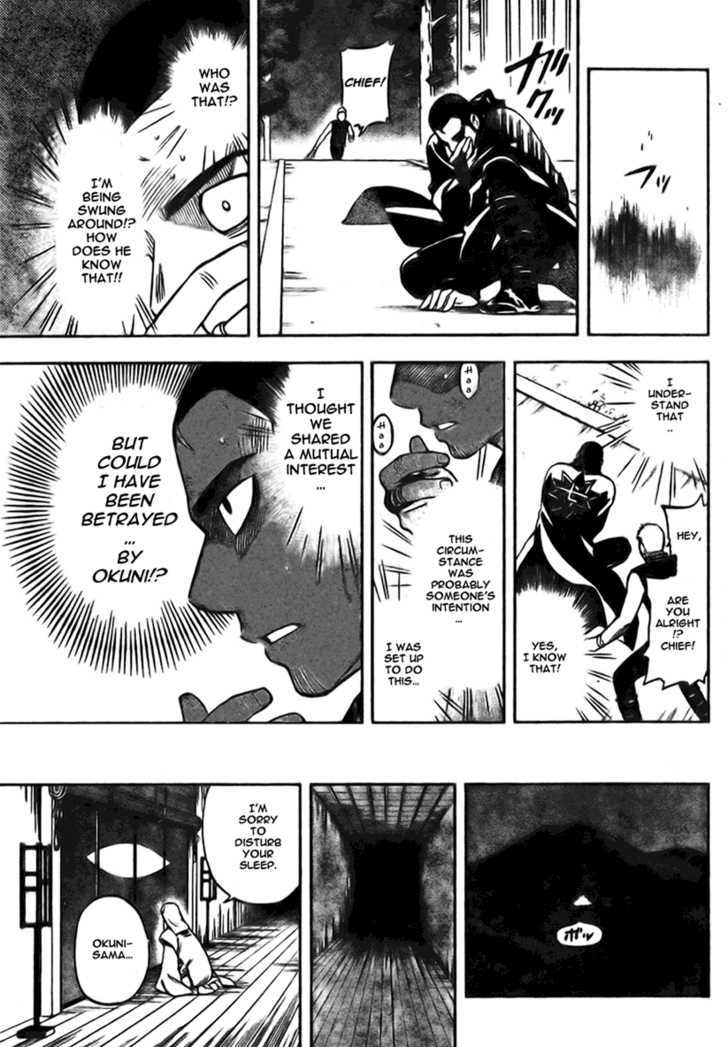 フッ
ガクッ
CHIEF!
WHO
WAS
THAT!?
I'M
BEING
SWUNG
AROUND!?
HOW
DOES HE
KNOW
THAT!!
I
UNDER-
STAND
THAT
..
HEY,
ARE
YOU
ALRIGHT
!?
CHIEF!
YES,
I KNOW
THAT!
Haa
Haa
THIS
CIRCUM-
STANCE
WAS
PROBABLY
SOMEONE'S
INTENTION
...
I WAS
SET UP
TO DO
THIS...
I
THOUGHT
WE
SHARED
A MUTUAL
INTEREST
...
BUT
COULD
I HAVE
BEEN
BETRAYED
...
BY
OKUNI!?
ボッ
I'M
SORRY
TO
DISTURB
YOUR
SLEEP.
OKUNI-
SAMA...